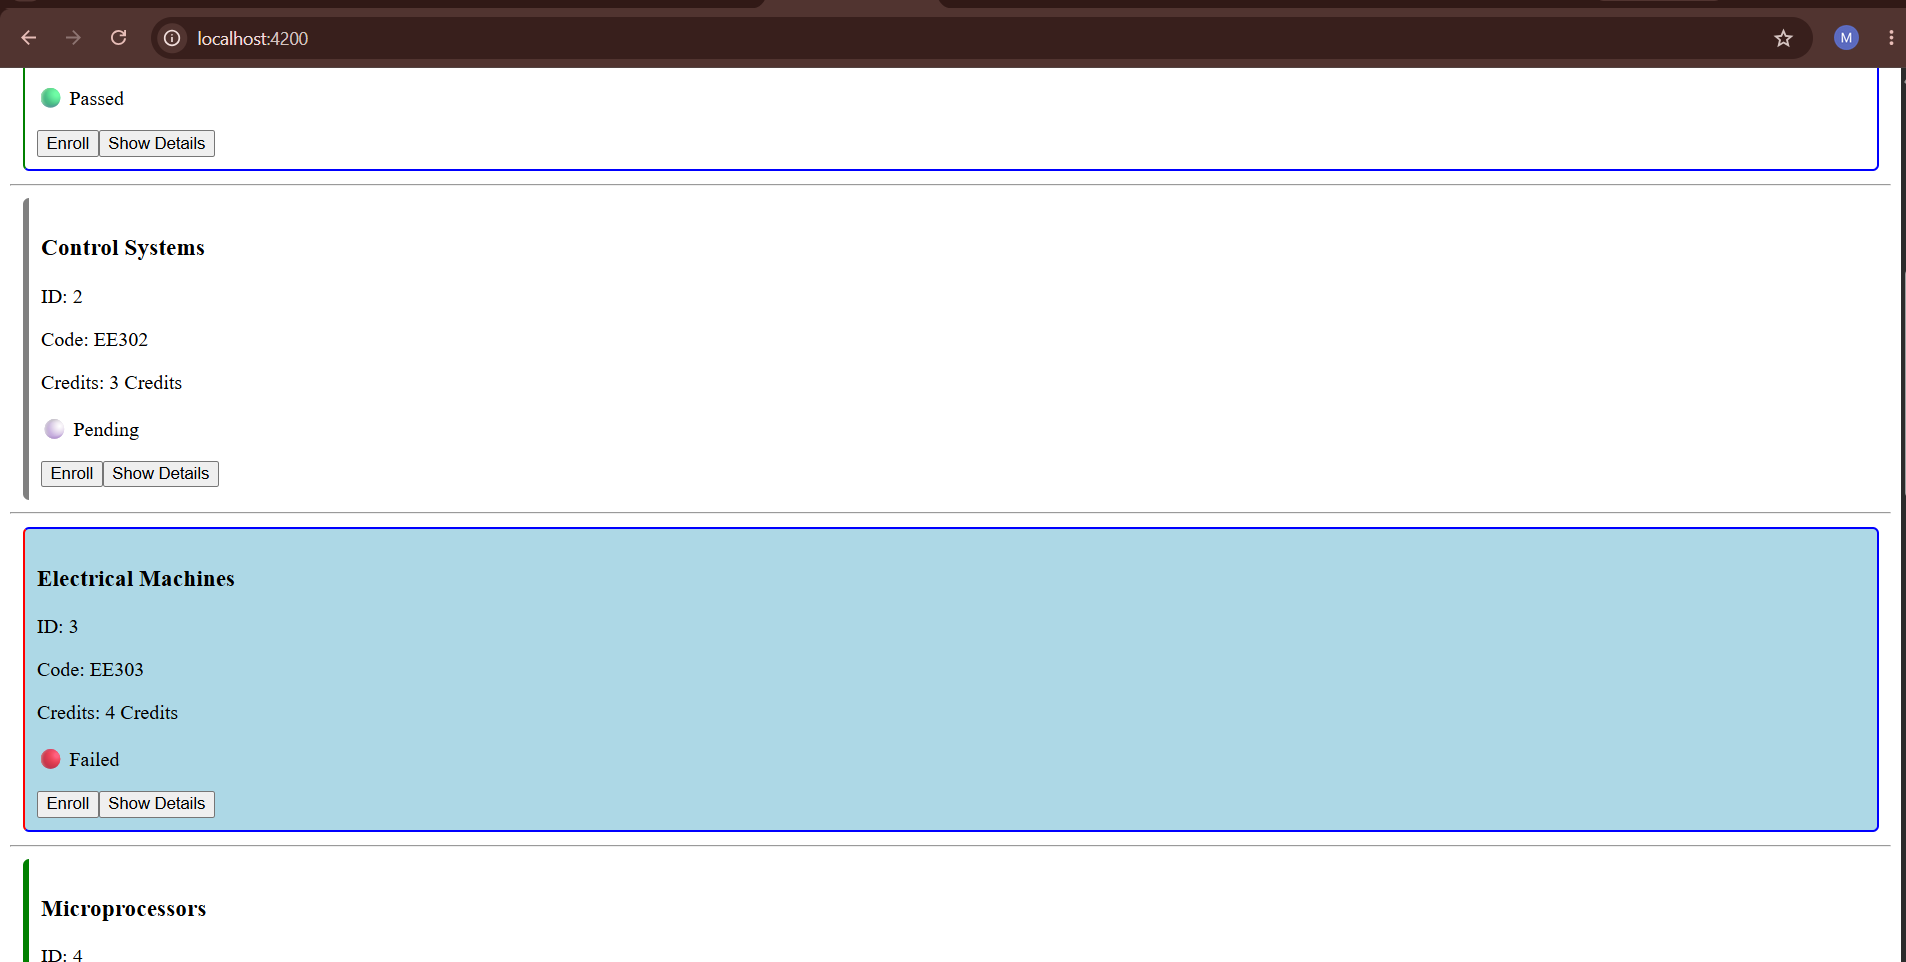 localhost:4200
M
Passed
Enroll Show Details
Control Systems
ID: 2
Code: EE302
Credits: 3 Credits
Pending
Enroll Show Details
Electrical Machines
ID: 3
Code: EE303
Credits: 4 Credits
Failed
Enroll Show Details
Microprocessors
ID: 4